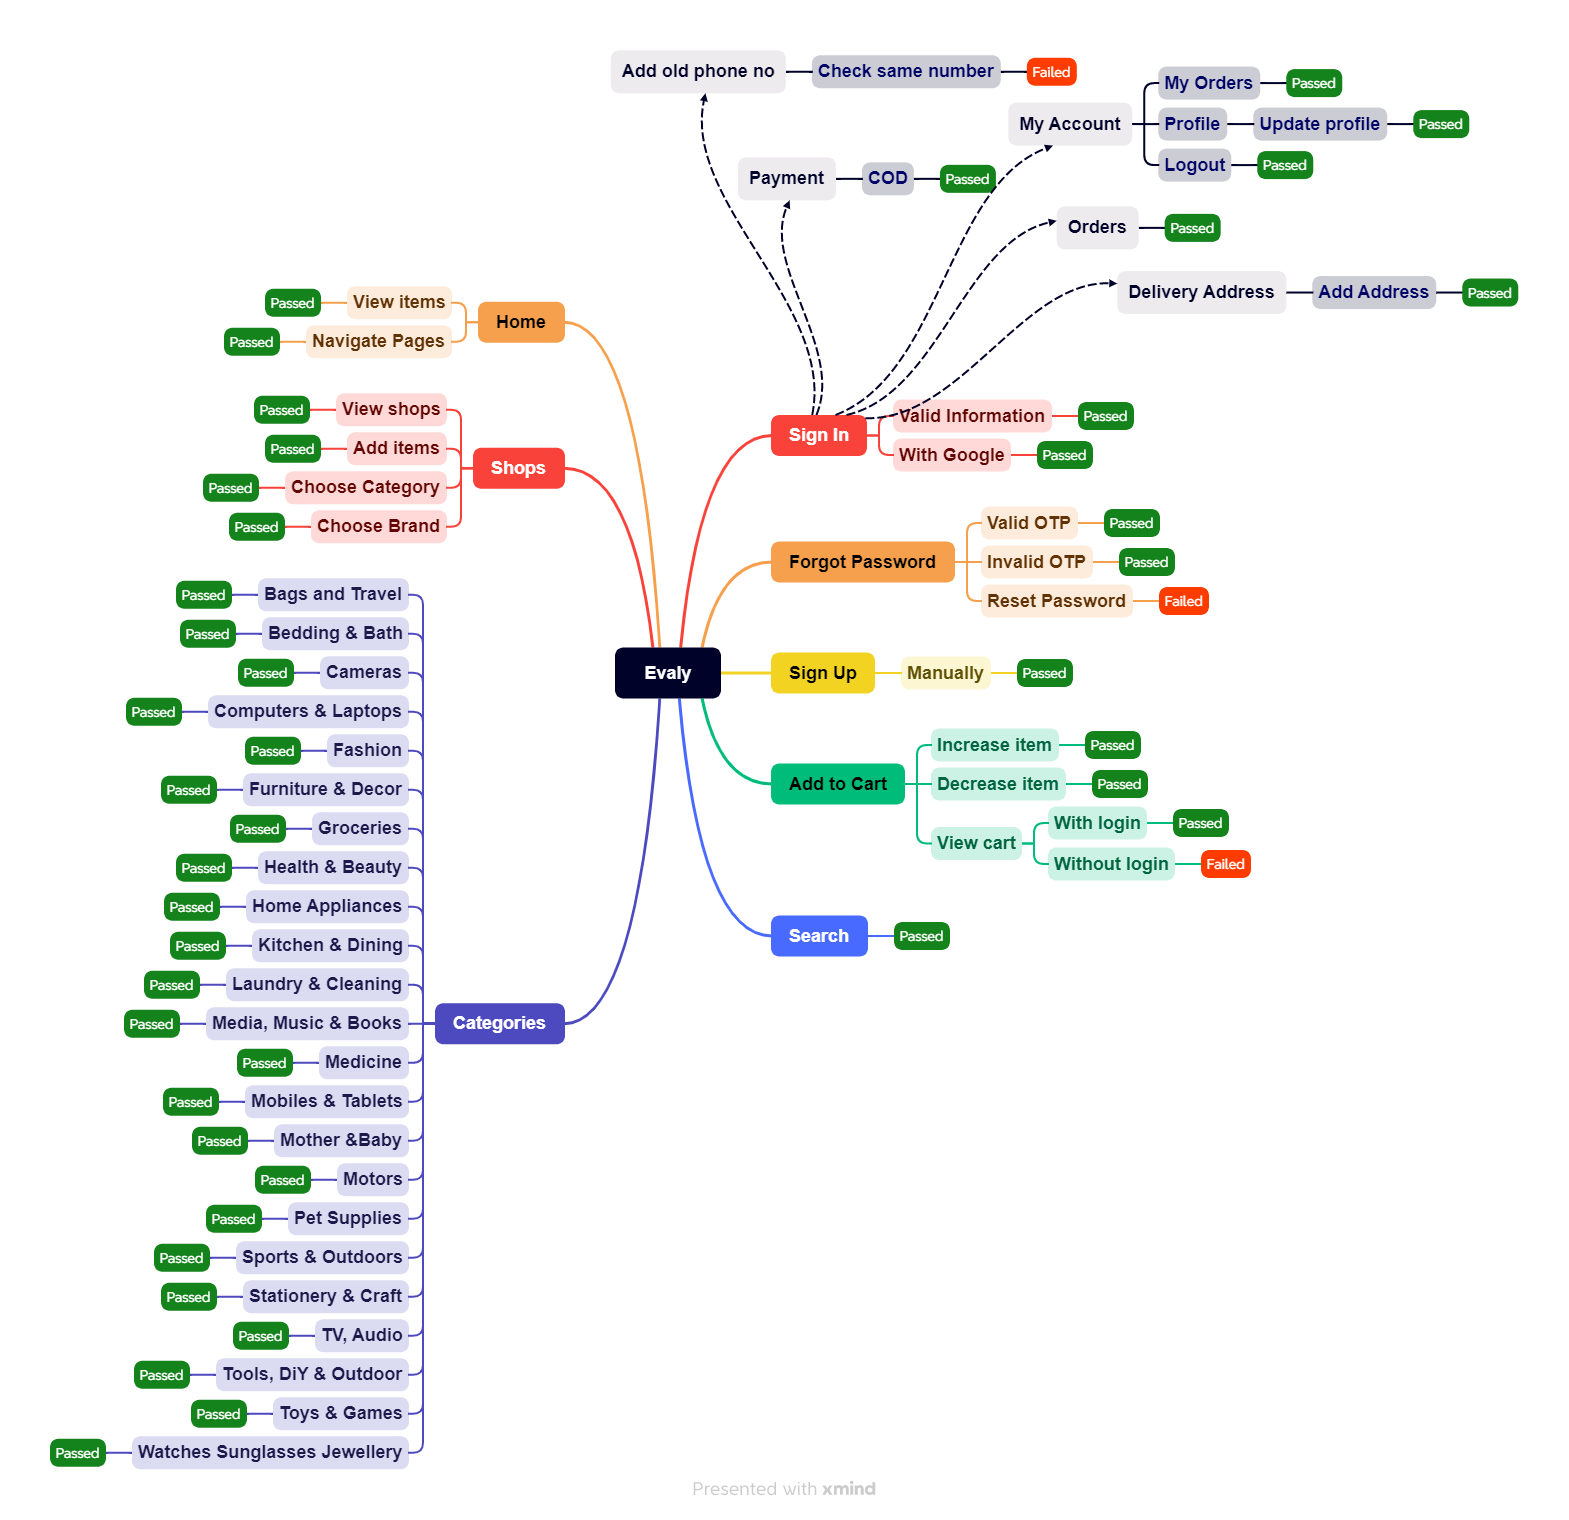 Add old phone no
Check same number
Failed
My Account
My Orders
Passed
Profile
Update profile
Passed
Logout
Passed
Payment
COD
Passed
Orders
Passed
Delivery Address
Add Address
Passed
Passed
View items
Passed
Navigate Pages
Home
Passed
View shops
Passed
Add items
Passed
Choose Category
Passed
Choose Brand
Shops
Sign In
Valid Information
Passed
With Google
Passed
Forgot Password
Valid OTP
Passed
Invalid OTP
Passed
Reset Password
Failed
Evaly
Sign Up
Manually
Passed
Add to Cart
Increase item
Passed
Decrease item
Passed
View cart
With login
Passed
Without login
Failed
Search
Passed
Passed
Bags and Travel
Passed
Bedding & Bath
Passed
Cameras
Passed
Computers & Laptops
Passed
Fashion
Passed
Furniture & Decor
Passed
Groceries
Passed
Health & Beauty
Passed
Home Appliances
Passed
Kitchen & Dining
Passed
Laundry & Cleaning
Passed
Media, Music & Books
Categories
Passed
Medicine
Passed
Mobiles & Tablets
Passed
Mother &Baby
Passed
Motors
Passed
Pet Supplies
Passed
Sports & Outdoors
Passed
Stationery & Craft
Passed
TV, Audio
Passed
Tools, DiY & Outdoor
Passed
Toys & Games
Passed
Watches Sunglasses Jewellery
Presented with xmind